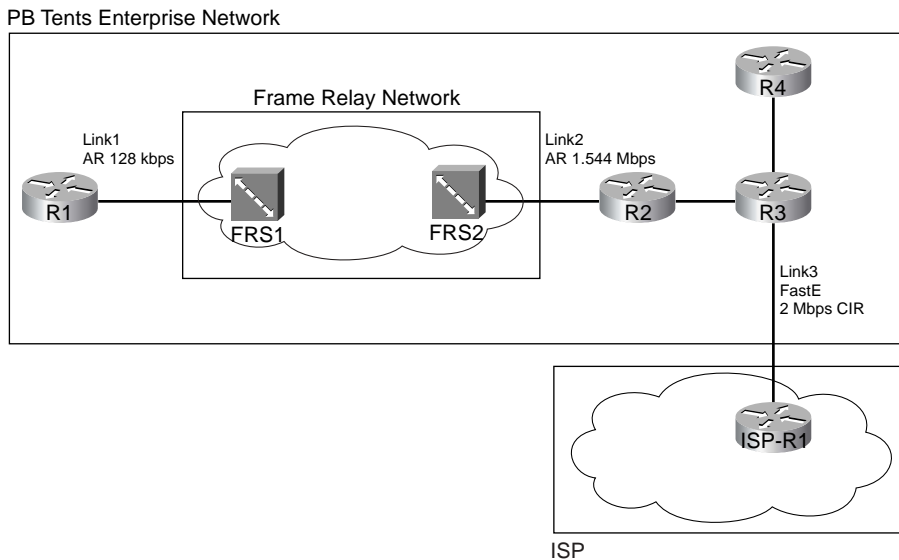 PB Tents Enterprise Network
R4
Frame Relay Network
Link1
AR 128 kbps
Link2
AR 1.544 Mbps
R1
FRS1
FRS2
R2
R3
Link3
FastE
2 Mbps CIR
ISP-R1
ISP